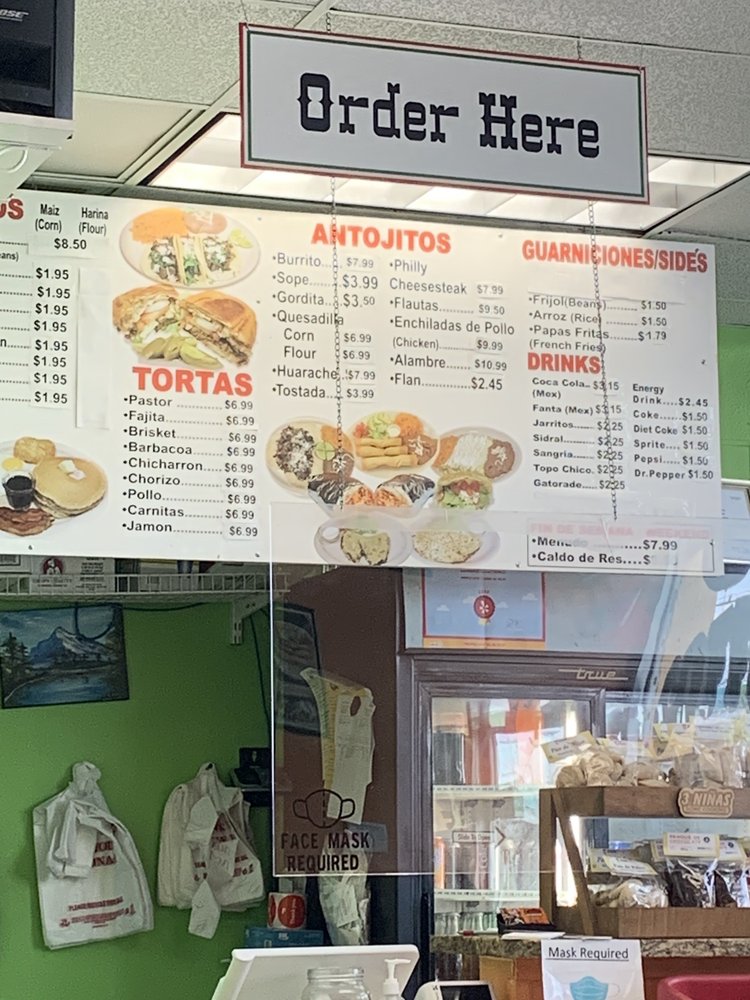 Order Here
Maiz Harina
(Corn) (Flour)
$8.50
$1.95
$1.95
$1.95
$1.95
$1.95
$1.95
$1.95
$1.95
TORTAS
•Pastor ............ $6.99
•Fajita.............. $6.99
•Brisket............ $6.99
•Barbacoa........ $6.99
•Chicharron.... $6.99
•Chorizo........... $6.99
•Pollo............... $6.99
•Carnitas.......... $6.99
•Jamon............. $6.99
ANTOJITOS
•Burrito.... $7.99
•Sope....... $3.99
•Gordita... $3.50
•Quesadilla
Corn $6.99
Flour $6.99
•Huarache.. $7.99
•Tostada... $3.99
•Philly
Cheesesteak $7.99
•Flautas......... $9.50
•Enchiladas de Pollo
(Chicken)......... $9.99
•Alambre....... $10.99
•Flan............ $2.45
GUARNICIONES/SIDES
•Frijol(Beans)....... $1.50
•Arroz (Rice)....... $1.50
•Papas Fritas...... $1.79
(French Fries)
DRINKS
Coca Cola.. $3.15
(Mex)
Fanta (Mex) $3.15
Jarritos...... $2.25
Sidral......... $2.25
Sangria...... $2.25
Topo Chico. $2.25
Gatorade.... $2.25
Energy
Drink....$2.45
Coke.....$1.50
Diet Coke $1.50
Sprite....$1.50
Pepsi.....$1.50
Dr.Pepper $1.50
FIN DE SEMANA WEEKEND
•Menudo ..........$7.99
•Caldo de Res....$
true
3 NINAS
FACE MASK
REQUIRED
Mask Required